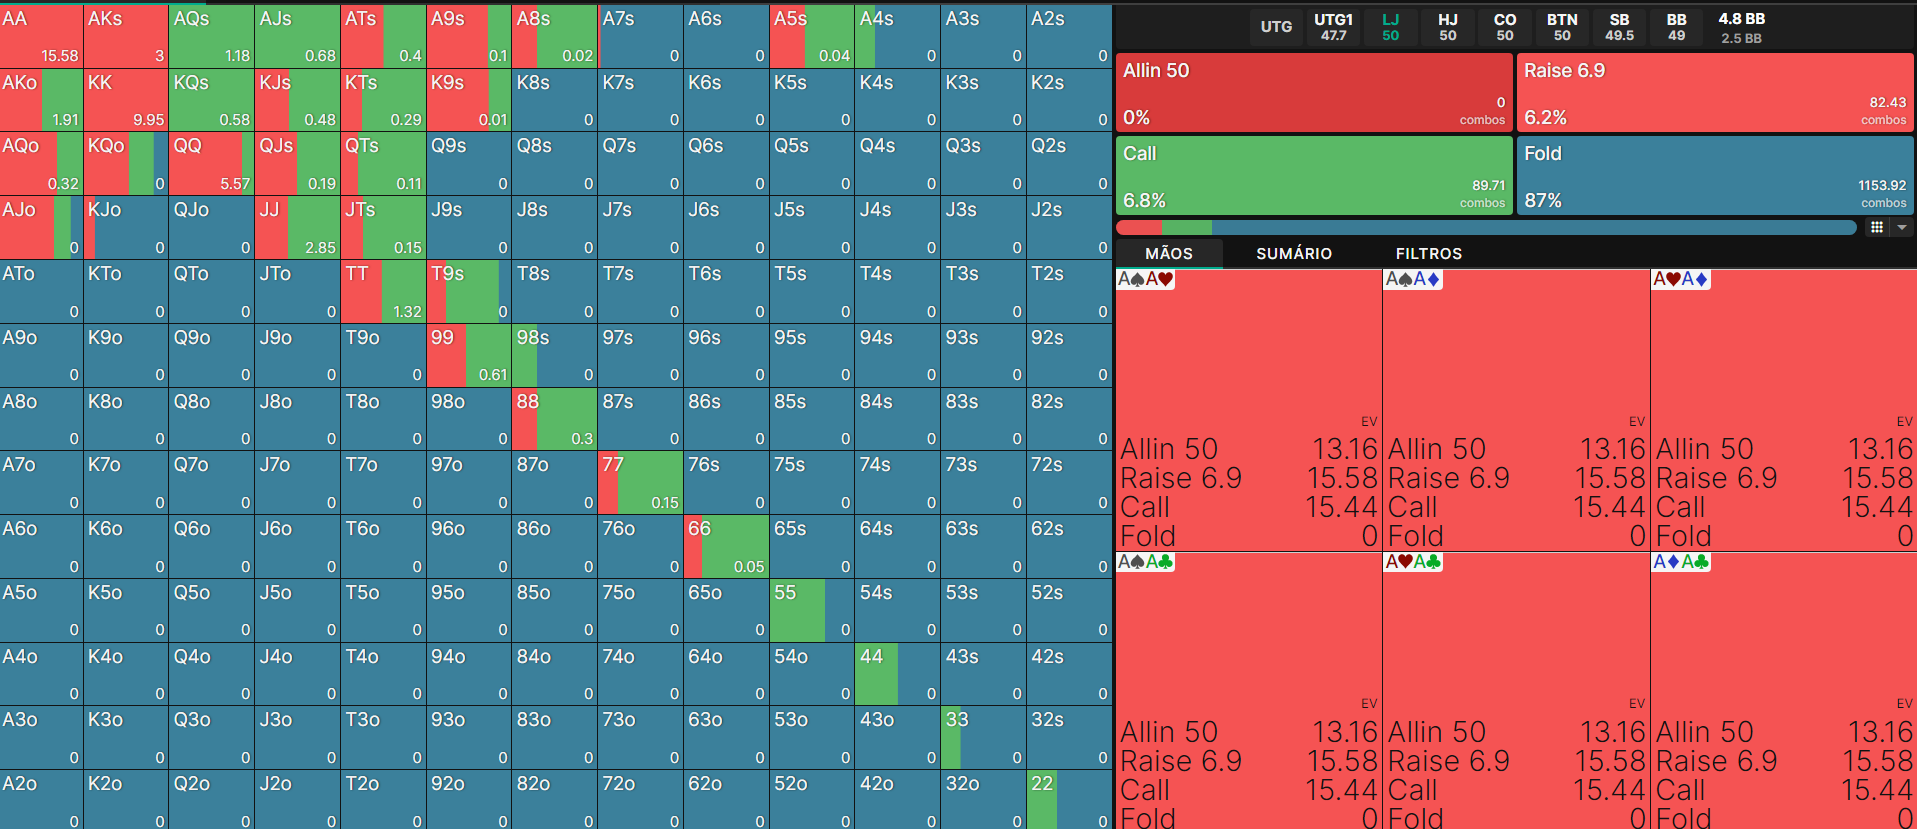 UTG UTG1 LJ HJ CO BTN SB BB 4.8 BB
47.7 50 50 50 50 49.5 49 2.5 BB
AA AKs AQs AJs ATs A9s A8s A7s A6s A5s A4s A3s A2s
15.58 3 1.18 0.68 0.4 0.1 0.02 0 0 0.04 0 0 0
AKo KK KQs KJs KTs K9s K8s K7s K6s K5s K4s K3s K2s
1.91 9.95 0.58 0.48 0.29 0.01 0 0 0 0 0 0 0
AQo KQo QQ QJs QTs Q9s Q8s Q7s Q6s Q5s Q4s Q3s Q2s
0.32 0 5.57 0.19 0.11 0 0 0 0 0 0 0 0
AJo KJo QJo JJ JTs J9s J8s J7s J6s J5s J4s J3s J2s
0 0 0 2.85 0.15 0 0 0 0 0 0 0 0
ATo KTo QTo JTo TT T9s T8s T7s T6s T5s T4s T3s T2s
0 0 0 0 1.32 0 0 0 0 0 0 0 0
A9o K9o Q9o J9o T9o 99 98s 97s 96s 95s 94s 93s 92s
0 0 0 0 0 0.61 0 0 0 0 0 0 0
A8o K8o Q8o J8o T8o 98o 88 87s 86s 85s 84s 83s 82s
0 0 0 0 0 0 0.3 0 0 0 0 0 0
A7o K7o Q7o J7o T7o 97o 87o 77 76s 75s 74s 73s 72s
0 0 0 0 0 0 0 0.15 0 0 0 0 0
A6o K6o Q6o J6o T6o 96o 86o 76o 66 65s 64s 63s 62s
0 0 0 0 0 0 0 0 0.05 0 0 0 0
A5o K5o Q5o J5o T5o 95o 85o 75o 65o 55 54s 53s 52s
0 0 0 0 0 0 0 0 0 0 0 0 0
A4o K4o Q4o J4o T4o 94o 84o 74o 64o 54o 44 43s 42s
0 0 0 0 0 0 0 0 0 0 0 0 0
A3o K3o Q3o J3o T3o 93o 83o 73o 63o 53o 43o 33 32s
0 0 0 0 0 0 0 0 0 0 0 0 0
A2o K2o Q2o J2o T2o 92o 82o 72o 62o 52o 42o 32o 22
0 0 0 0 0 0 0 0 0 0 0 0 0
Allin 50
0
0% combos
Raise 6.9
82.43
6.2% combos
Call
89.71
6.8% combos
Fold
1153.92
87% combos
MÃOS SUMÁRIO FILTROS
A♠A♥ A♠A♦ A♥A♦
EV EV EV
Allin 50 13.16 Allin 50 13.16 Allin 50 13.16
Raise 6.9 15.58 Raise 6.9 15.58 Raise 6.9 15.58
Call 15.44 Call 15.44 Call 15.44
Fold 0 Fold 0 Fold 0
A♠A♣ A♥A♣ A♦A♣
EV EV EV
Allin 50 13.16 Allin 50 13.16 Allin 50 13.16
Raise 6.9 15.58 Raise 6.9 15.58 Raise 6.9 15.58
Call 15.44 Call 15.44 Call 15.44
Fold 0 Fold 0 Fold 0